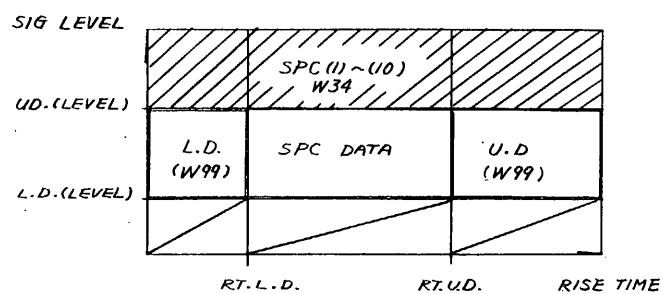 SIG LEVEL
SPC (1) ~ (10)
W34
UD.(LEVEL)
L.D.
(W99)
SPC DATA
U.D
(W99)
L.D.(LEVEL)
RT.L.D.
RT.U.D.
RISE TIME